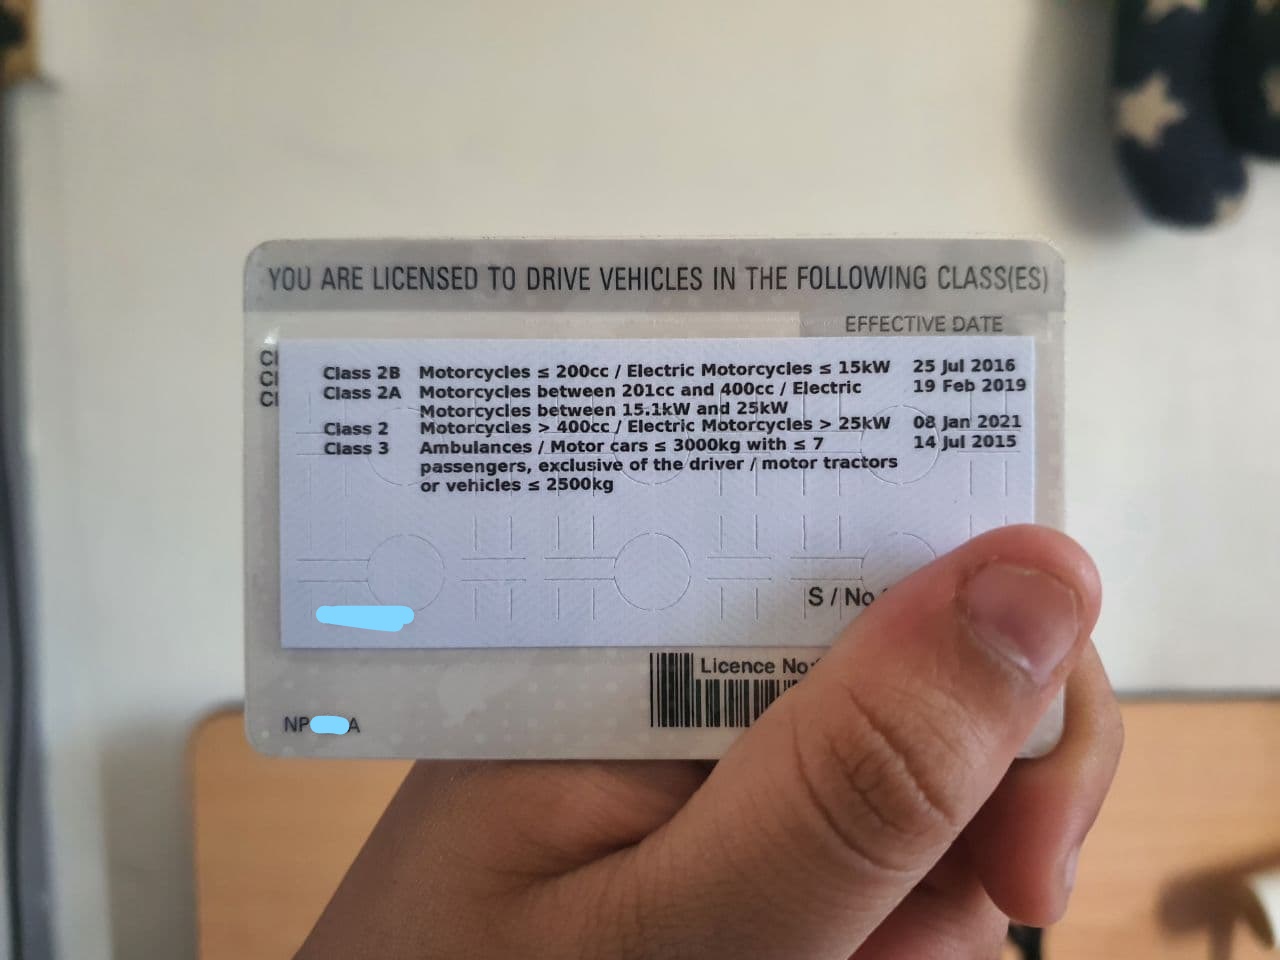 YOU ARE LICENSED TO DRIVE VEHICLES IN THE FOLLOWING CLASS(ES)
EFFECTIVE DATE
Class 2B Motorcycles ≤ 200cc / Electric Motorcycles ≤ 15kW 25 Jul 2016
Class 2A Motorcycles between 201cc and 400cc / Electric 19 Feb 2019
Motorcycles between 15.1kW and 25kW
Class 2 Motorcycles > 400cc / Electric Motorcycles > 25kW 08 Jan 2021
Class 3 Ambulances / Motor cars ≤ 3000kg with ≤ 7 14 Jul 2015
passengers, exclusive of the driver / motor tractors
or vehicles ≤ 2500kg
S / No
Licence No:
NP A